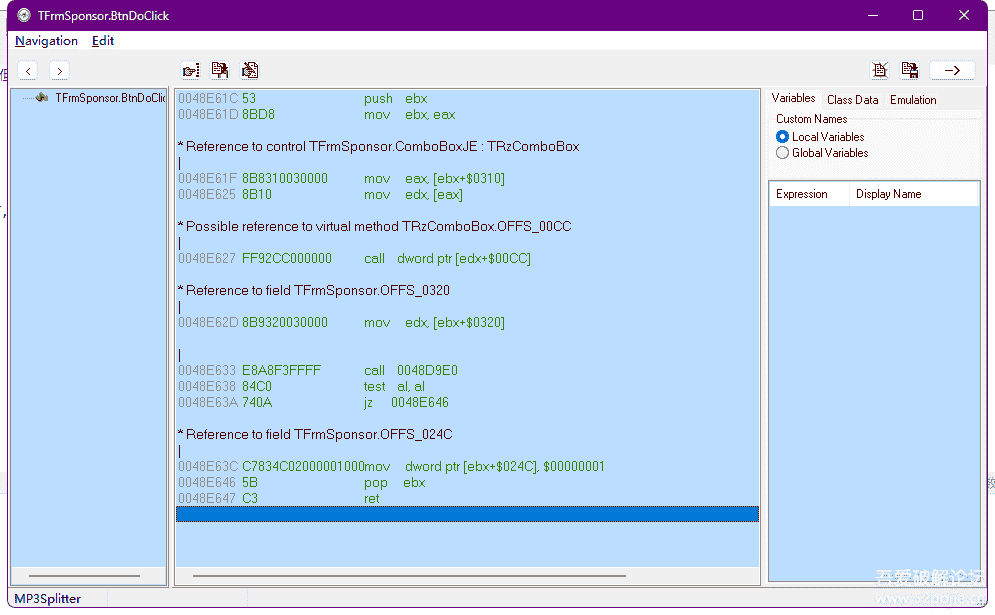 TFrmSponsor.BtnDoClick
Navigation Edit
TFrmSponsor.BtnDoClic
0048E61C 53 push ebx
0048E61D 8BD8 mov ebx, eax
* Reference to control TFrmSponsor.ComboBoxJE : TRzComboBox
|
0048E61F 8B8310030000 mov eax, [ebx+$0310]
0048E625 8B10 mov edx, [eax]
* Possible reference to virtual method TRzComboBox.OFFS_00CC
|
0048E627 FF92CC000000 call dword ptr [edx+$00CC]
* Reference to field TFrmSponsor.OFFS_0320
|
0048E62D 8B9320030000 mov edx, [ebx+$0320]
|
0048E633 E8A8F3FFFF call 0048D9E0
0048E638 84C0 test al, al
0048E63A 740A jz 0048E646
* Reference to field TFrmSponsor.OFFS_024C
|
0048E63C C7834C02000001000mov dword ptr [ebx+$024C], $00000001
0048E646 5B pop ebx
0048E647 C3 ret
Variables Class Data Emulation
Custom Names
Local Variables
Global Variables
Expression Display Name
MP3Splitter
吾爱破解论坛
www.52pojie.cn